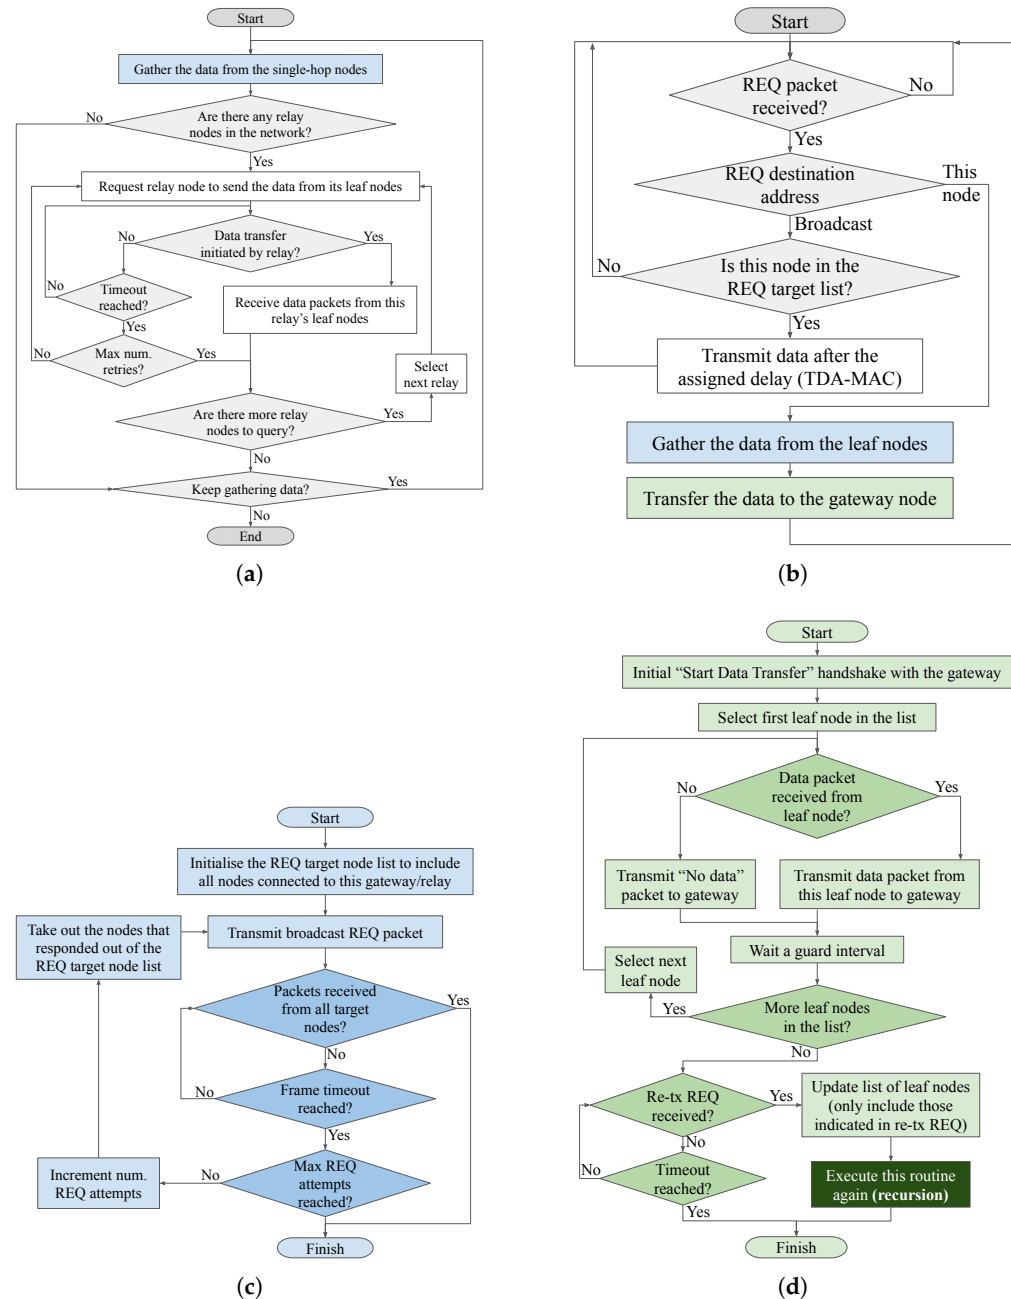 Start
Gather the data from the single-hop nodes
Are there any relay
nodes in the network?
No
Yes
Request relay node to send the data from its leaf nodes
Data transfer
initiated by relay?
No
Yes
Timeout
reached?
No
Yes
Receive data packets from this
relay's leaf nodes
Max num.
retries?
No
Yes
Select
next relay
Are there more relay
nodes to query?
Yes
No
Keep gathering data?
Yes
No
End
(a)
Start
REQ packet
received?
No
Yes
REQ destination
address
This
node
Broadcast
Is this node in the
REQ target list?
No
Yes
Transmit data after the
assigned delay (TDA-MAC)
Gather the data from the leaf nodes
Transfer the data to the gateway node
(b)
Start
Initialise the REQ target node list to include
all nodes connected to this gateway/relay
Take out the nodes that
responded out of the
REQ target node list
Transmit broadcast REQ packet
Packets received
from all target
nodes?
Yes
No
Frame timeout
reached?
No
Yes
Max REQ
attempts
reached?
No
Increment num.
REQ attempts
Finish
(c)
Start
Initial “Start Data Transfer” handshake with the gateway
Select first leaf node in the list
Data packet
received from
leaf node?
No
Yes
Transmit “No data”
packet to gateway
Transmit data packet from
this leaf node to gateway
Wait a guard interval
Select next
leaf node
More leaf nodes
in the list?
Yes
No
Re-tx REQ
received?
Yes
No
Update list of leaf nodes
(only include those
indicated in re-tx REQ)
Timeout
reached?
No
Yes
Execute this routine
again (recursion)
Finish
(d)